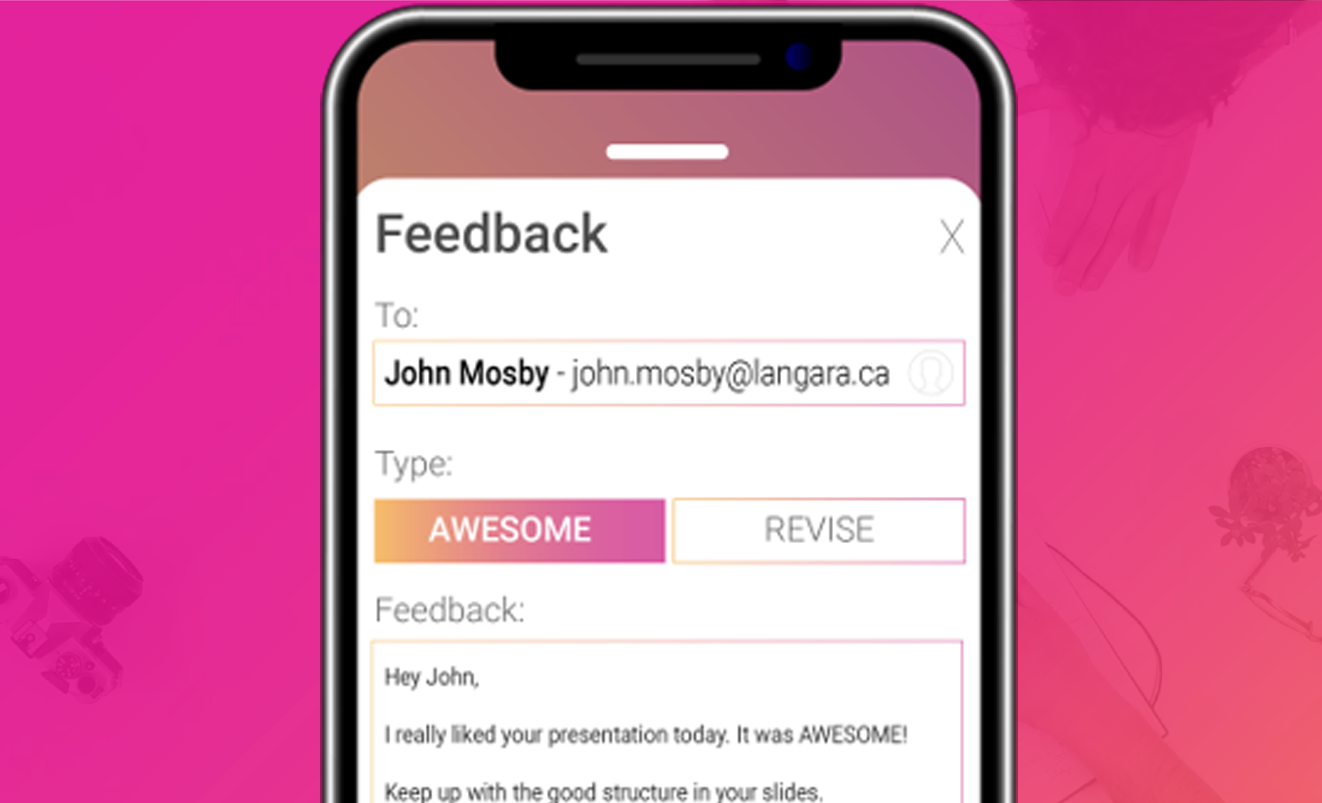 Feedback X
To:
John Mosby - john.mosby@langara.ca
Type:
AWESOME REVISE
Feedback:
Hey John,
I really liked your presentation today. It was AWESOME!
Keep up with the good structure in your slides.